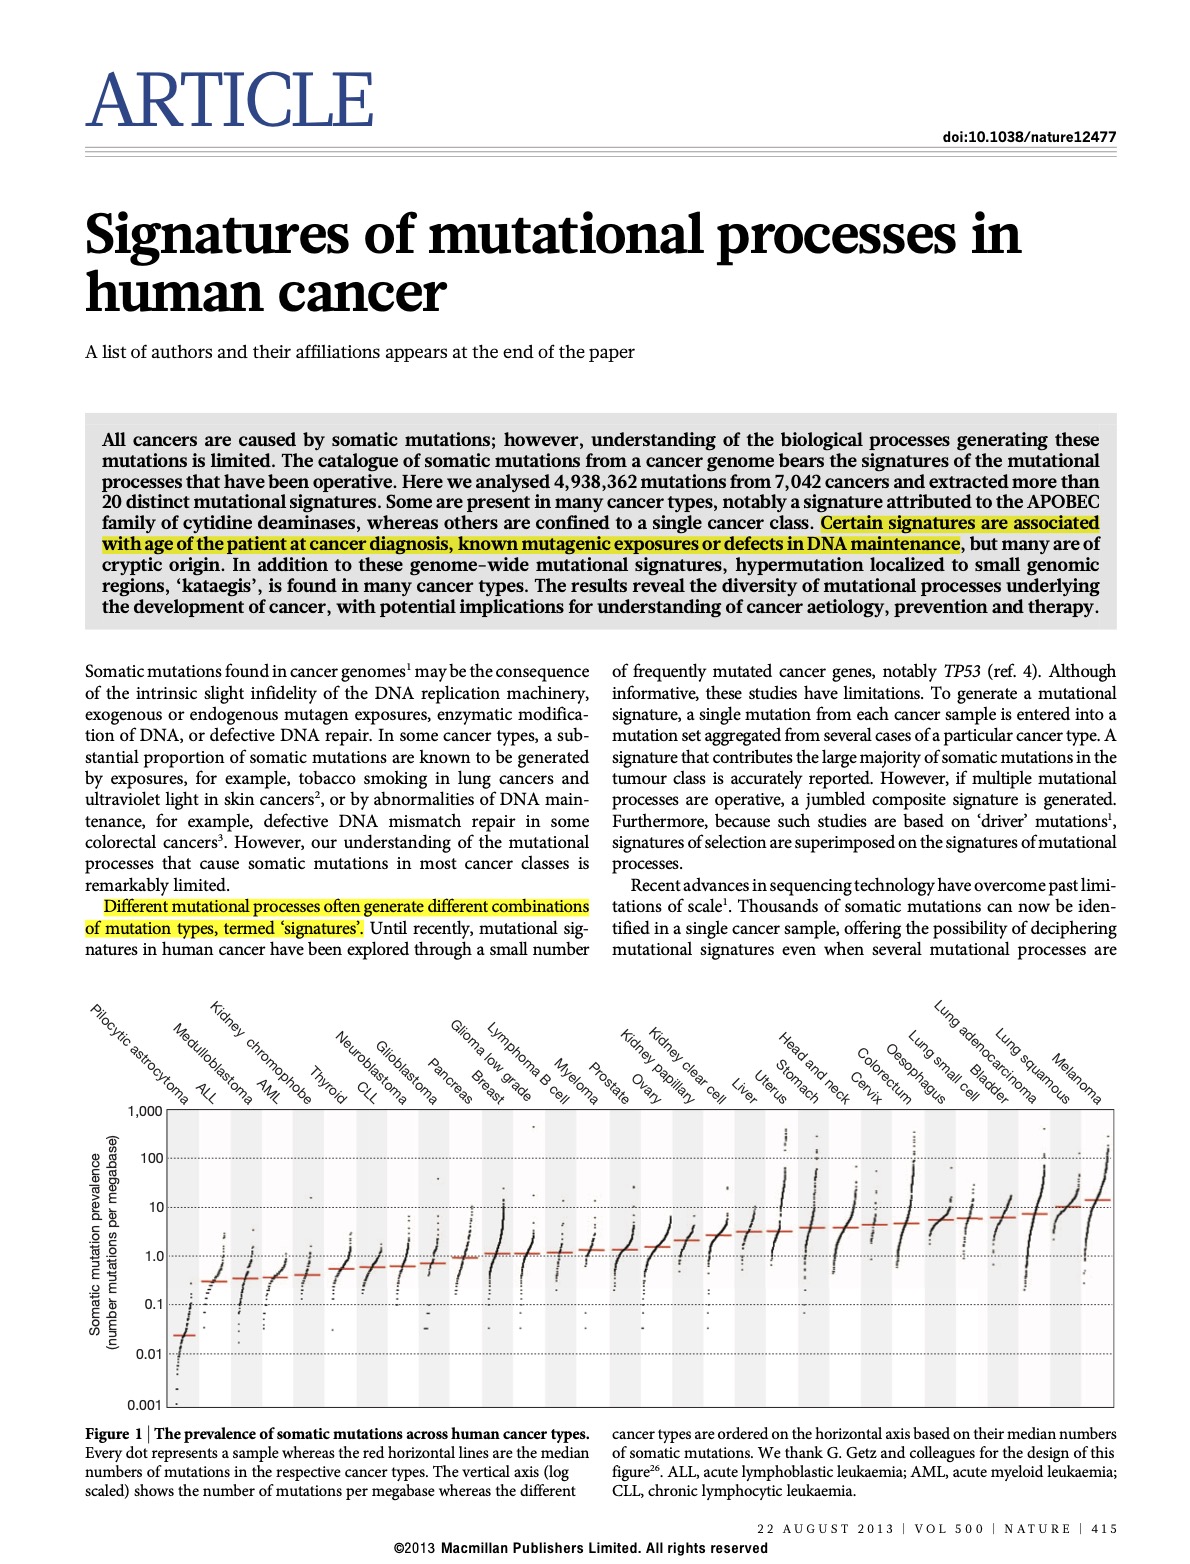 ARTICLE
doi:10.1038/nature12477
Signatures of mutational processes in
human cancer
A list of authors and their affiliations appears at the end of the paper
All cancers are caused by somatic mutations; however, understanding of the biological processes generating these
mutations is limited. The catalogue of somatic mutations from a cancer genome bears the signatures of the mutational
processes that have been operative. Here we analysed 4,938,362 mutations from 7,042 cancers and extracted more than
20 distinct mutational signatures. Some are present in many cancer types, notably a signature attributed to the APOBEC
family of cytidine deaminases, whereas others are confined to a single cancer class. Certain signatures are associated
with age of the patient at cancer diagnosis, known mutagenic exposures or defects in DNA maintenance, but many are of
cryptic origin. In addition to these genome-wide mutational signatures, hypermutation localized to small genomic
regions, ‘kataegis’, is found in many cancer types. The results reveal the diversity of mutational processes underlying
the development of cancer, with potential implications for understanding of cancer aetiology, prevention and therapy.
Somatic mutations found in cancer genomes¹ may be the consequence
of the intrinsic slight infidelity of the DNA replication machinery,
exogenous or endogenous mutagen exposures, enzymatic modifica-
tion of DNA, or defective DNA repair. In some cancer types, a sub-
stantial proportion of somatic mutations are known to be generated
by exposures, for example, tobacco smoking in lung cancers and
ultraviolet light in skin cancers², or by abnormalities of DNA main-
tenance, for example, defective DNA mismatch repair in some
colorectal cancers³. However, our understanding of the mutational
processes that cause somatic mutations in most cancer classes is
remarkably limited.
Different mutational processes often generate different combinations
of mutation types, termed ‘signatures’. Until recently, mutational sig-
natures in human cancer have been explored through a small number
of frequently mutated cancer genes, notably TP53 (ref. 4). Although
informative, these studies have limitations. To generate a mutational
signature, a single mutation from each cancer sample is entered into a
mutation set aggregated from several cases of a particular cancer type. A
signature that contributes the large majority of somatic mutations in the
tumour class is accurately reported. However, if multiple mutational
processes are operative, a jumbled composite signature is generated.
Furthermore, because such studies are based on ‘driver’ mutations¹,
signatures of selection are superimposed on the signatures of mutational
processes.
Recent advances in sequencing technology have overcome past limi-
tations of scale¹. Thousands of somatic mutations can now be iden-
tified in a single cancer sample, offering the possibility of deciphering
mutational signatures even when several mutational processes are
Pilocytic astrocytoma
ALL
Medulloblastoma
AML
Kidney chromophobe
Thyroid
CLL
Neuroblastoma
Glioblastoma
Pancreas
Breast
Glioma low grade
Lymphoma B cell
Myeloma
Prostate
Ovary
Kidney papillary
Kidney clear cell
Liver
Uterus
Stomach
Head and neck
Cervix
Colorectum
Oesophagus
Lung small cell
Bladder
Lung adenocarcinoma
Lung squamous
Melanoma
Somatic mutation prevalence
(number mutations per megabase)
1,000
100
10
1.0
0.1
0.01
0.001
Figure 1 | The prevalence of somatic mutations across human cancer types.
Every dot represents a sample whereas the red horizontal lines are the median
numbers of mutations in the respective cancer types. The vertical axis (log
scaled) shows the number of mutations per megabase whereas the different
cancer types are ordered on the horizontal axis based on their median numbers
of somatic mutations. We thank G. Getz and colleagues for the design of this
figure²⁶. ALL, acute lymphoblastic leukaemia; AML, acute myeloid leukaemia;
CLL, chronic lymphocytic leukaemia.
22 AUGUST 2013 | VOL 500 | NATURE | 415
©2013 Macmillan Publishers Limited. All rights reserved